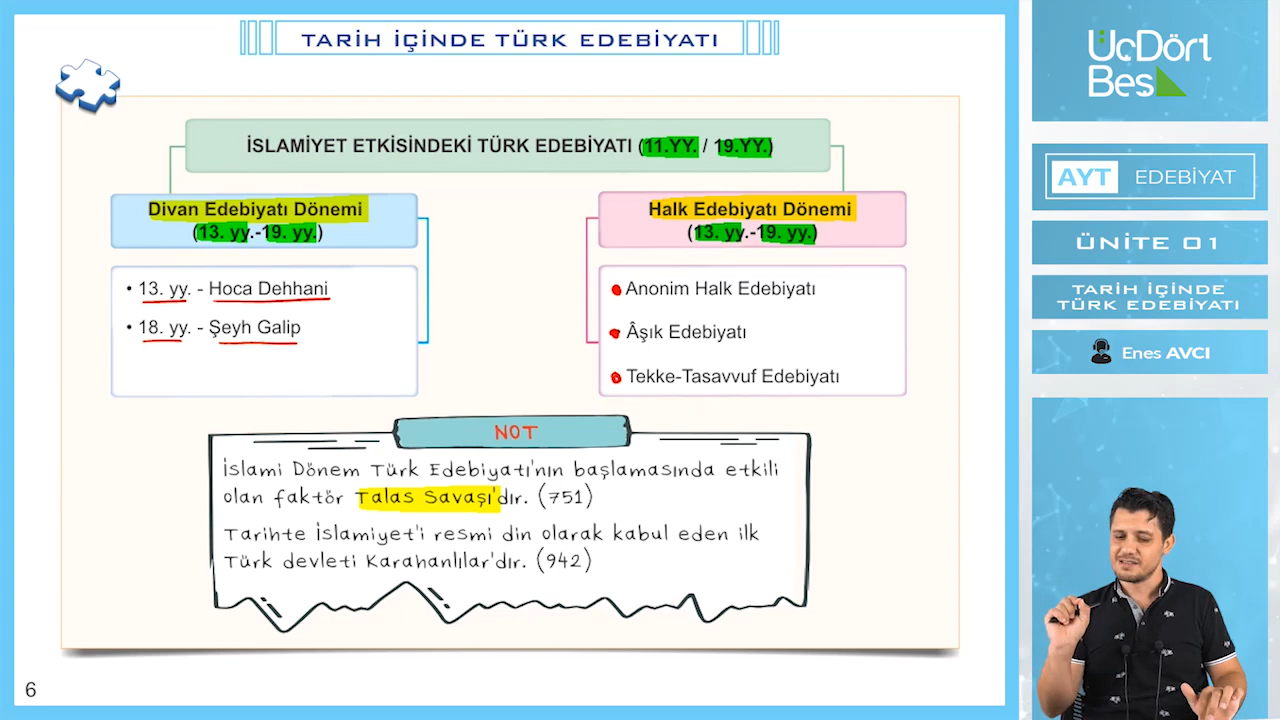 TARİH İÇİNDE TÜRK EDEBİYATI
İSLAMİYET ETKİSİNDEKİ TÜRK EDEBİYATI (11.YY. / 19.YY.)
Divan Edebiyatı Dönemi
(13. yy.-19. yy.)
• 13. yy. - Hoca Dehhani
• 18. yy. - Şeyh Galip
Halk Edebiyatı Dönemi
(13. yy.-19. yy.)
• Anonim Halk Edebiyatı
• Âşık Edebiyatı
• Tekke-Tasavvuf Edebiyatı
NOT
İslami Dönem Türk Edebiyatı'nın başlamasında etkili
olan faktör Talas Savaşı'dır. (751)
Tarihte İslamiyet'i resmi din olarak kabul eden ilk
Türk devleti Karahanlılar'dır. (942)
6
ÜçDört
Beş
AYT EDEBİYAT
ÜNİTE 01
TARİH İÇİNDE
TÜRK EDEBİYATI
Enes AVCI